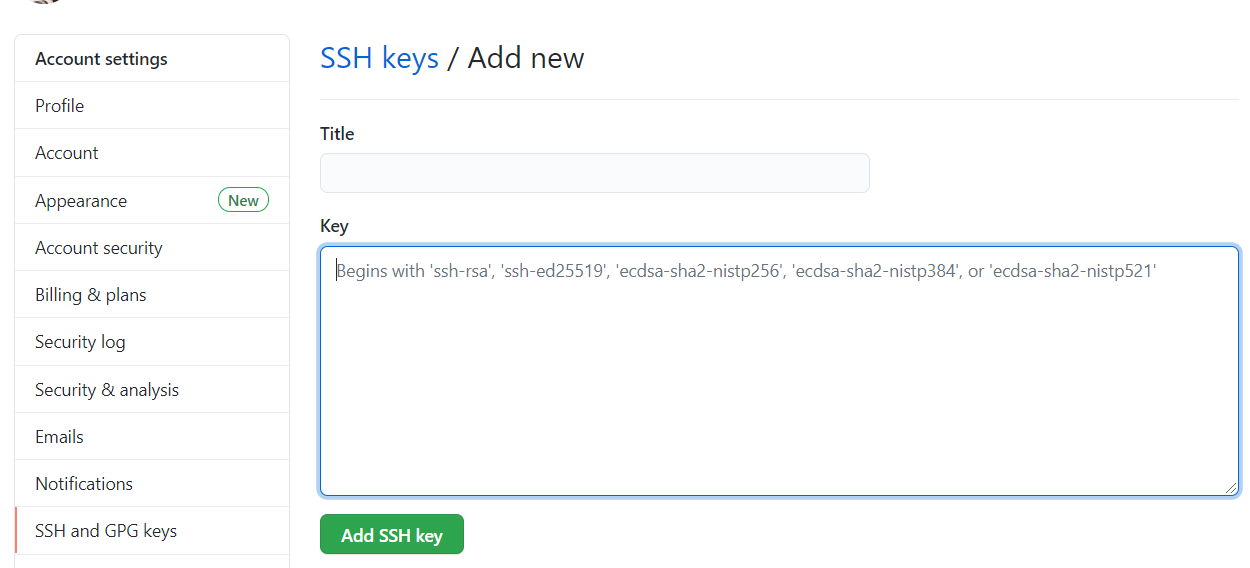 Account settings
Profile
Account
Appearance New
Account security
Billing & plans
Security log
Security & analysis
Emails
Notifications
SSH and GPG keys
SSH keys / Add new
Title
Key
Begins with 'ssh-rsa', 'ssh-ed25519', 'ecdsa-sha2-nistp256', 'ecdsa-sha2-nistp384', or 'ecdsa-sha2-nistp521'
Add SSH key